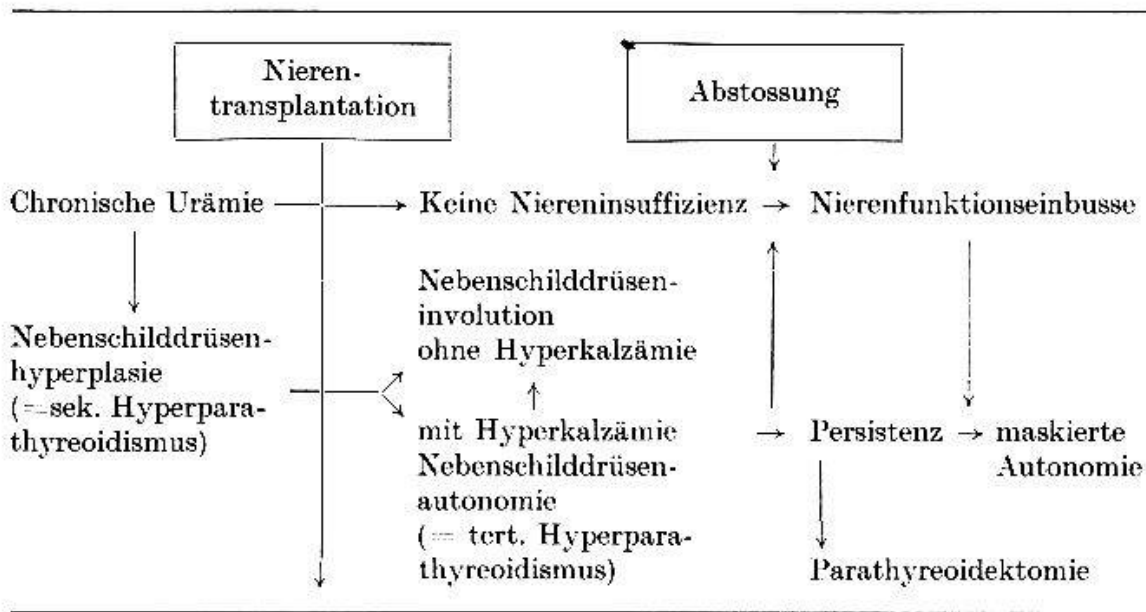 Nieren-
transplantation
Abstossung
Chronische Urämie
Keine Niereninsuffizienz
Nierenfunktionseinbusse
Nebenschilddrüsen-
hyperplasie
(=sek. Hyperpara-
thyreoidismus)
Nebenschilddrüsen-
involution
ohne Hyperkalzämie
mit Hyperkalzämie
Nebenschilddrüsen-
autonomie
(= tert. Hyperpara-
thyreoidismus)
Persistenz
maskierte
Autonomie
Parathyreoidektomie